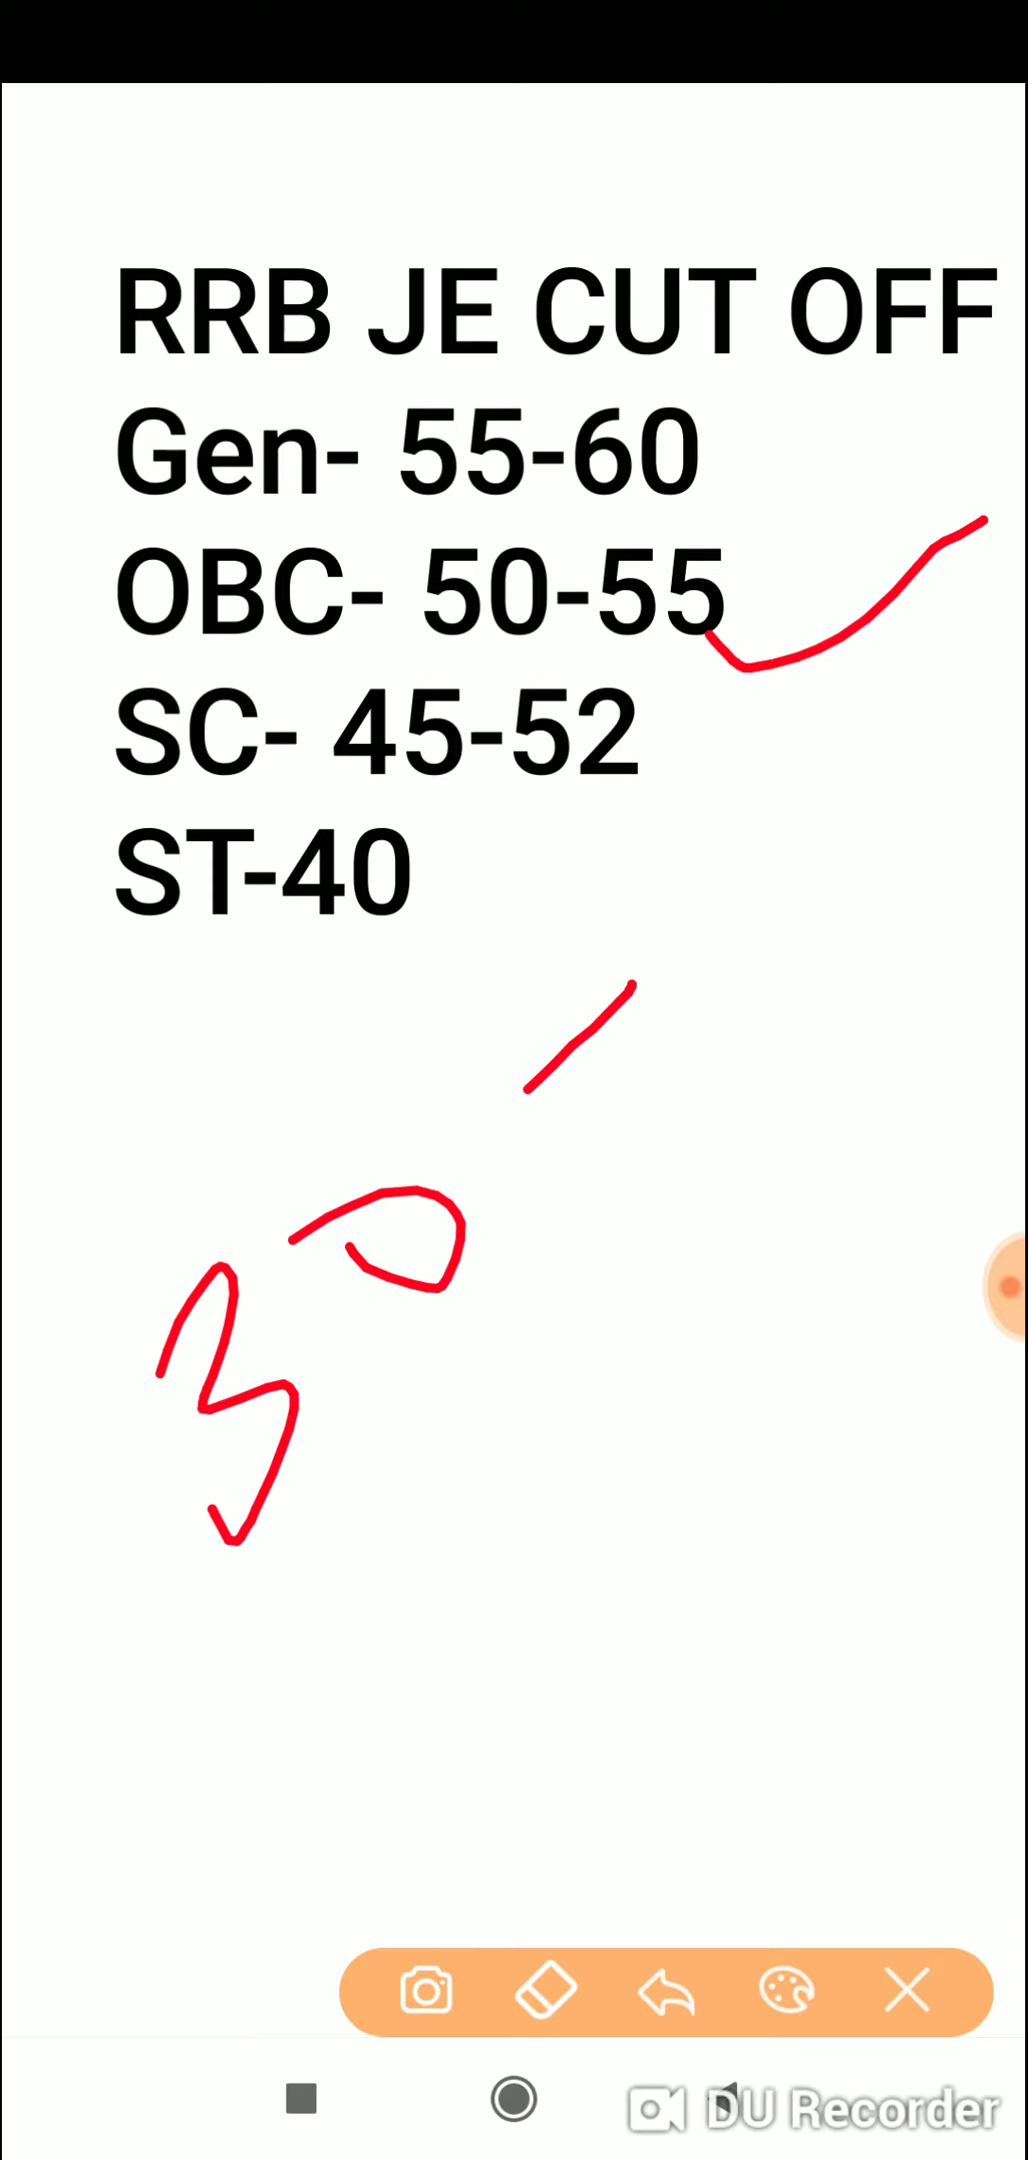 RRB JE CUT OFF
Gen- 55-60
OBC- 50-55
SC- 45-52
ST-40
30
DU Recorder